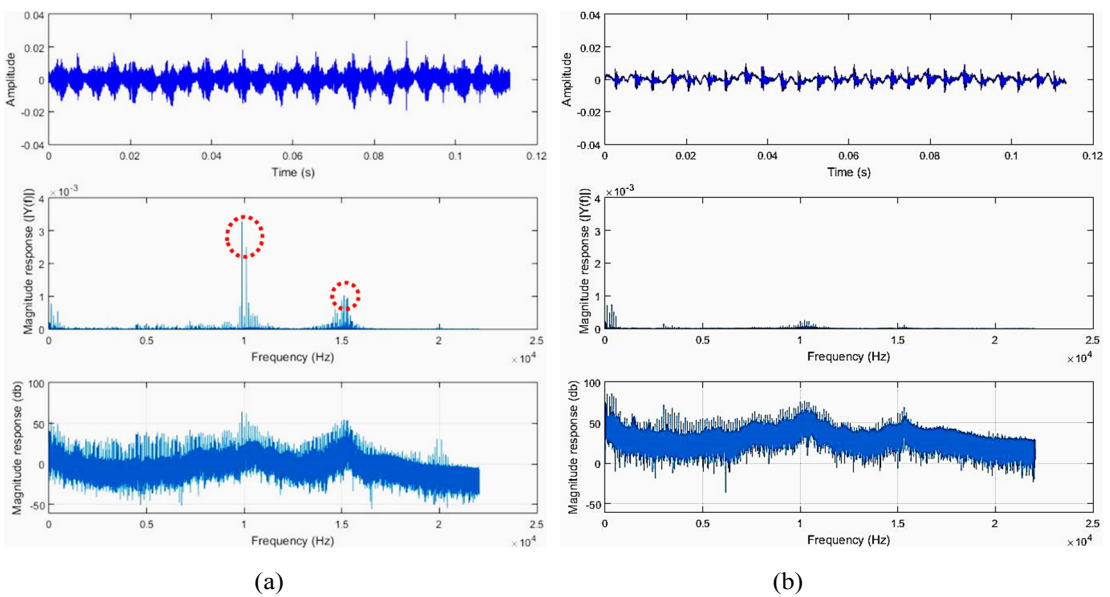 0.04
0.02
0
-0.02
-0.04
Amplitude
0 0.02 0.04 0.06 0.08 0.1 0.12
Time (s)
×10⁻³
4
3
2
1
0
Magnitude response (|Y(f)|)
0 0.5 1 1.5 2 2.5
×10⁴
Frequency (Hz)
100
50
0
-50
Magnitude response (db)
0 0.5 1 1.5 2 2.5
×10⁴
Frequency (Hz)
(a)
0.04
0.02
0
-0.02
-0.04
Amplitude
0 0.02 0.04 0.06 0.08 0.1 0.12
Time (s)
×10⁻³
4
3
2
1
0
Magnitude response (|Y(f)|)
0 0.5 1 1.5 2 2.5
×10⁴
Frequency (Hz)
100
50
0
-50
Magnitude response (db)
0 0.5 1 1.5 2 2.5
×10⁴
Frequency (Hz)
(b)